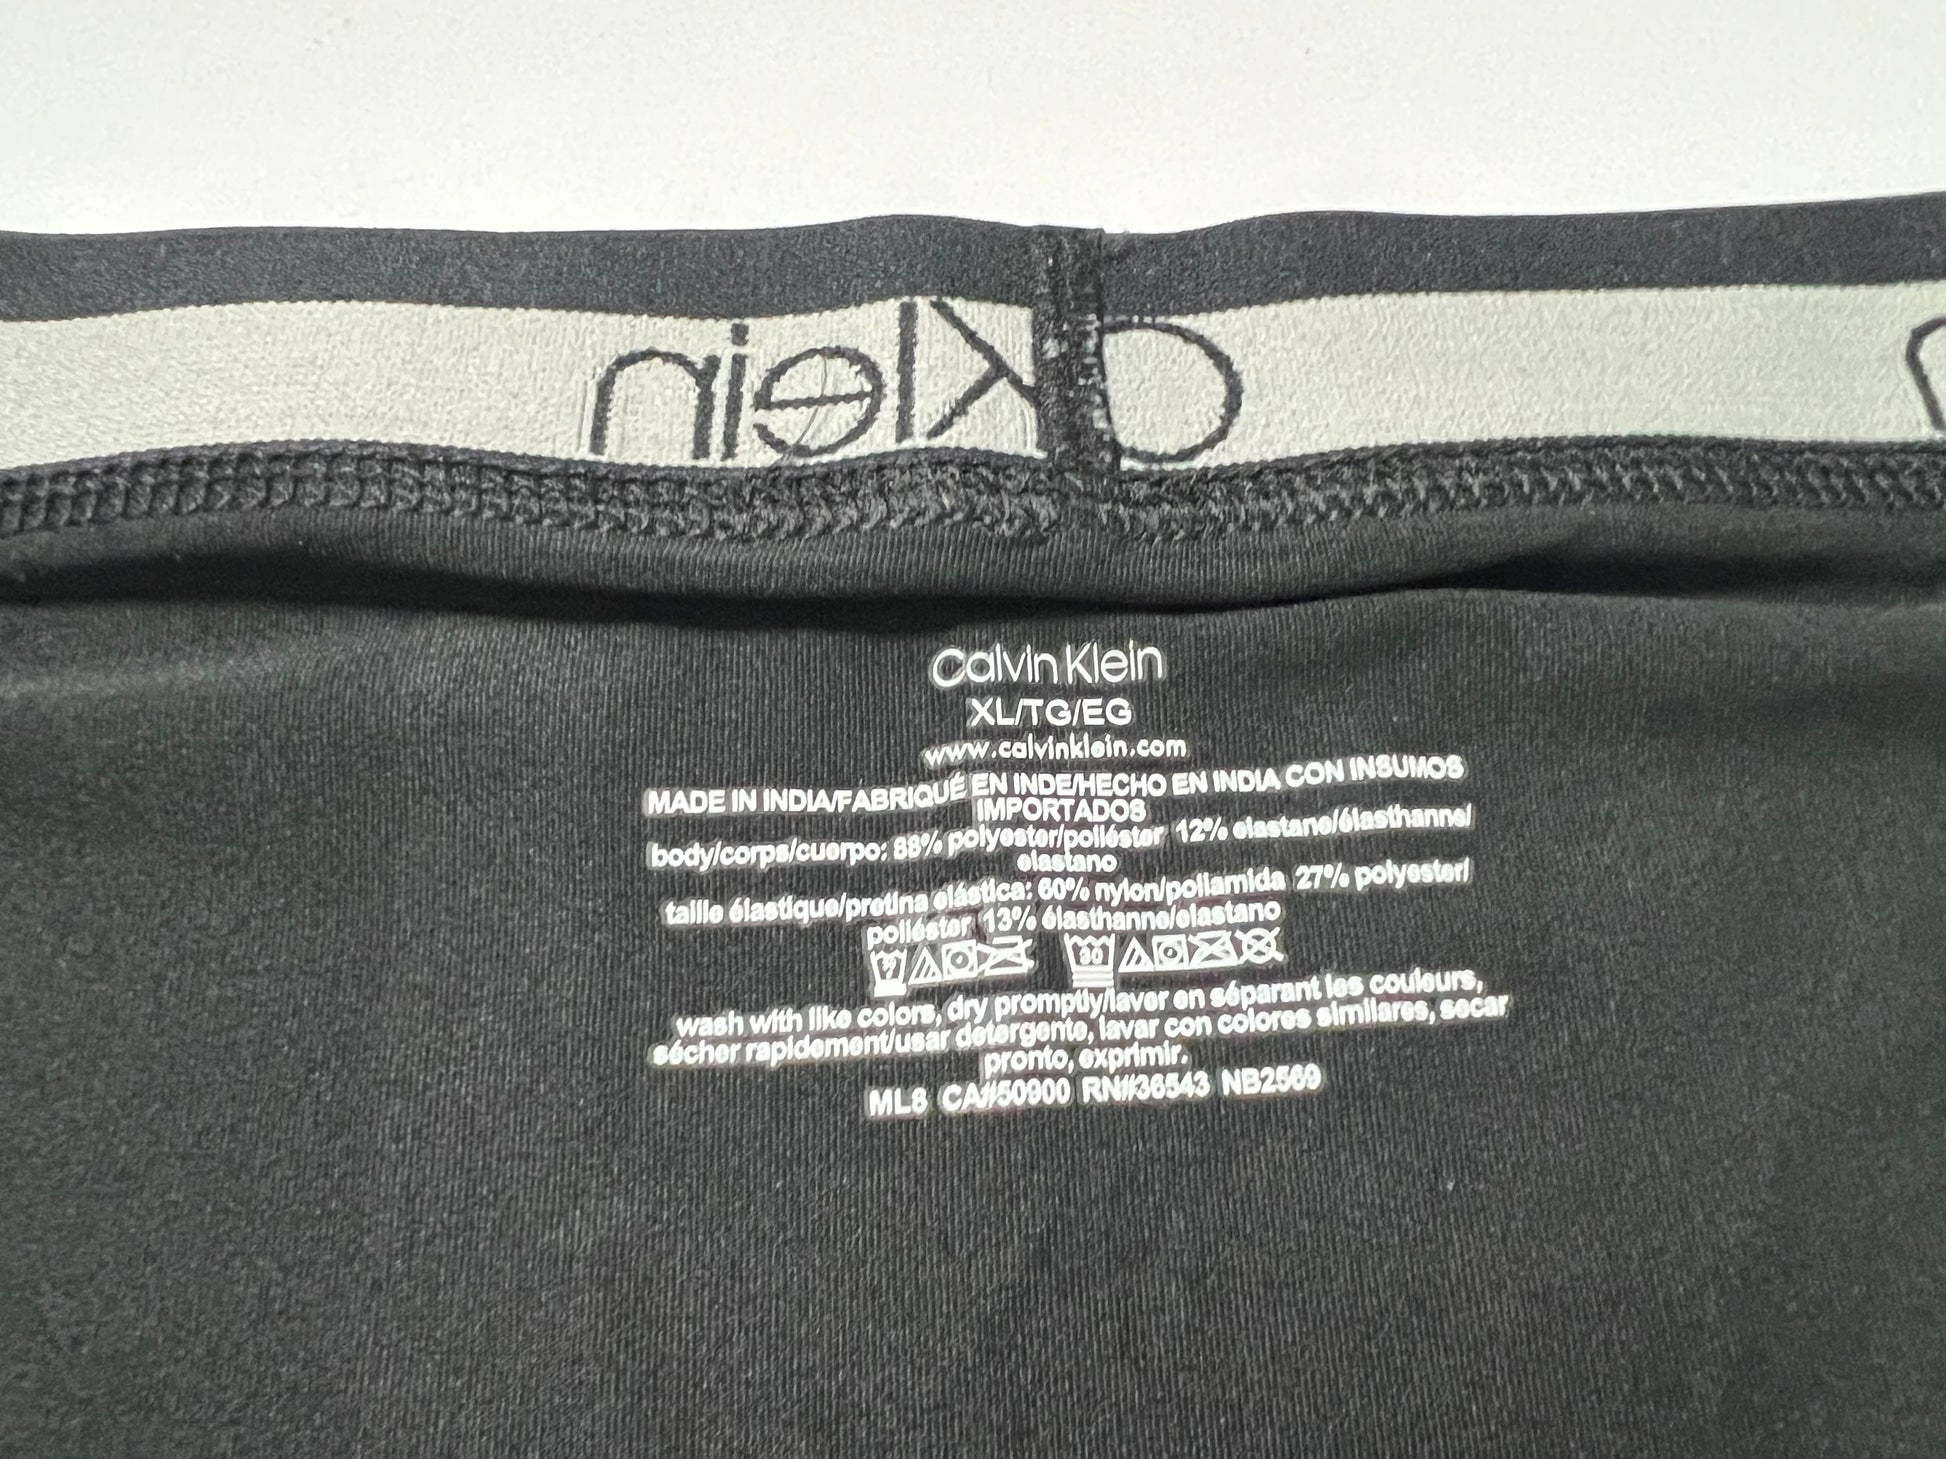 klein
Calvin Klein
XL/TG/EG
www.calvinklein.com
MADE IN INDIA/FABRIQUÉ EN INDE/HECHO EN INDIA CON INSUMOS
IMPORTADOS
body/corps/cuerpo: 88% polyester/poliéster 12% elastane/élasthanne/
elastano
taille élastique/pretina elástica: 60% nylon/poliamida 27% polyester/
poliéster 13% élasthanne/elastano
30
wash with like colors, dry promptly/laver en séparant les couleurs,
sécher rapidement/usar detergente, lavar con colores similares, secar
pronto, exprimir.
ML8 CA#50900 RN#36543 NB2569